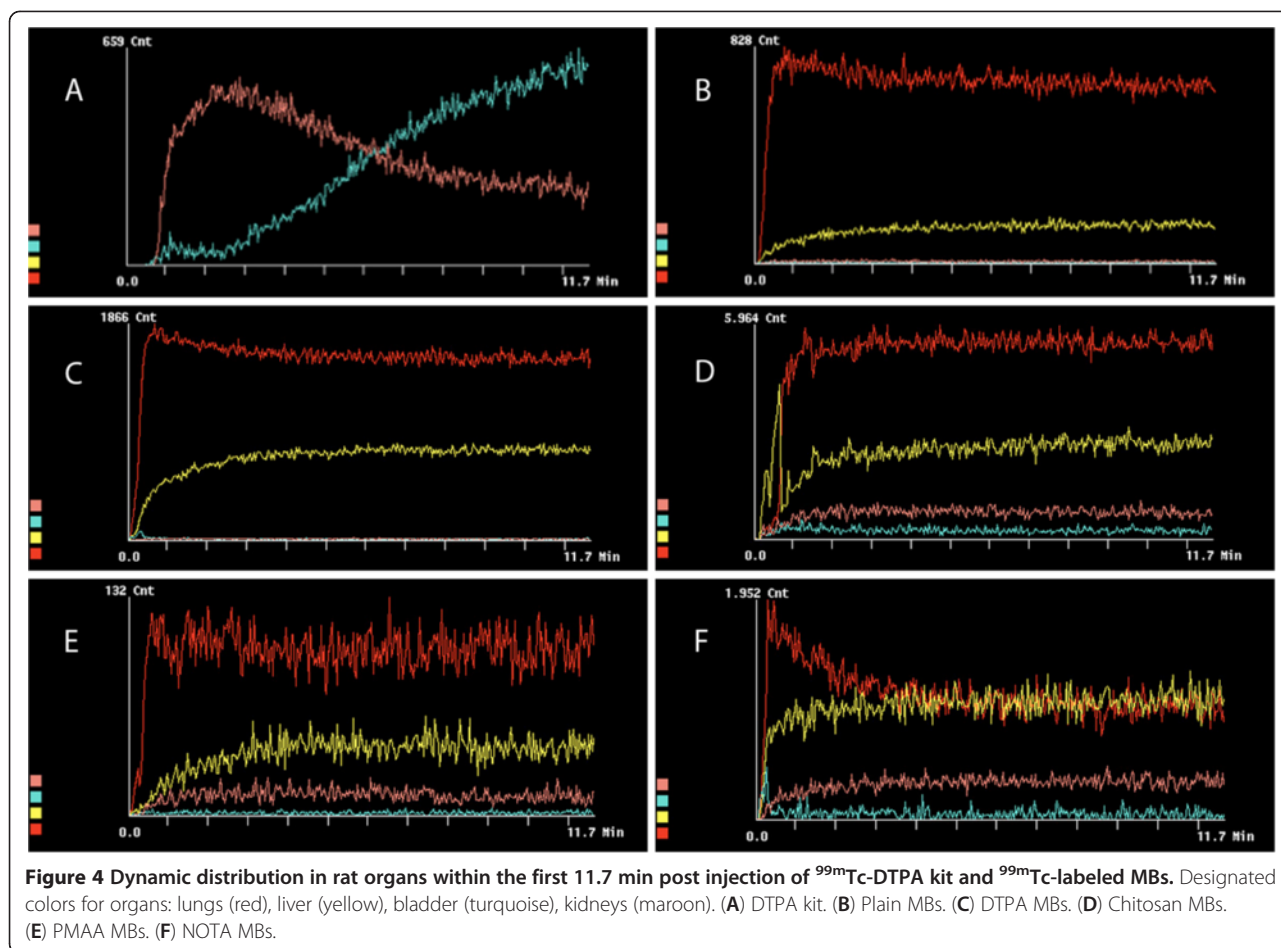 659 Cnt
A
0.0
11.7 Min
828 Cnt
B
0.0
11.7 Min
1866 Cnt
C
0.0
11.7 Min
5.964 Cnt
D
0.0
11.7 Min
132 Cnt
E
0.0
11.7 Min
1.952 Cnt
F
0.0
11.7 Min
Figure 4 Dynamic distribution in rat organs within the first 11.7 min post injection of ⁹⁹ᵐTc-DTPA kit and ⁹⁹ᵐTc-labeled MBs. Designated
colors for organs: lungs (red), liver (yellow), bladder (turquoise), kidneys (maroon). (A) DTPA kit. (B) Plain MBs. (C) DTPA MBs. (D) Chitosan MBs.
(E) PMAA MBs. (F) NOTA MBs.